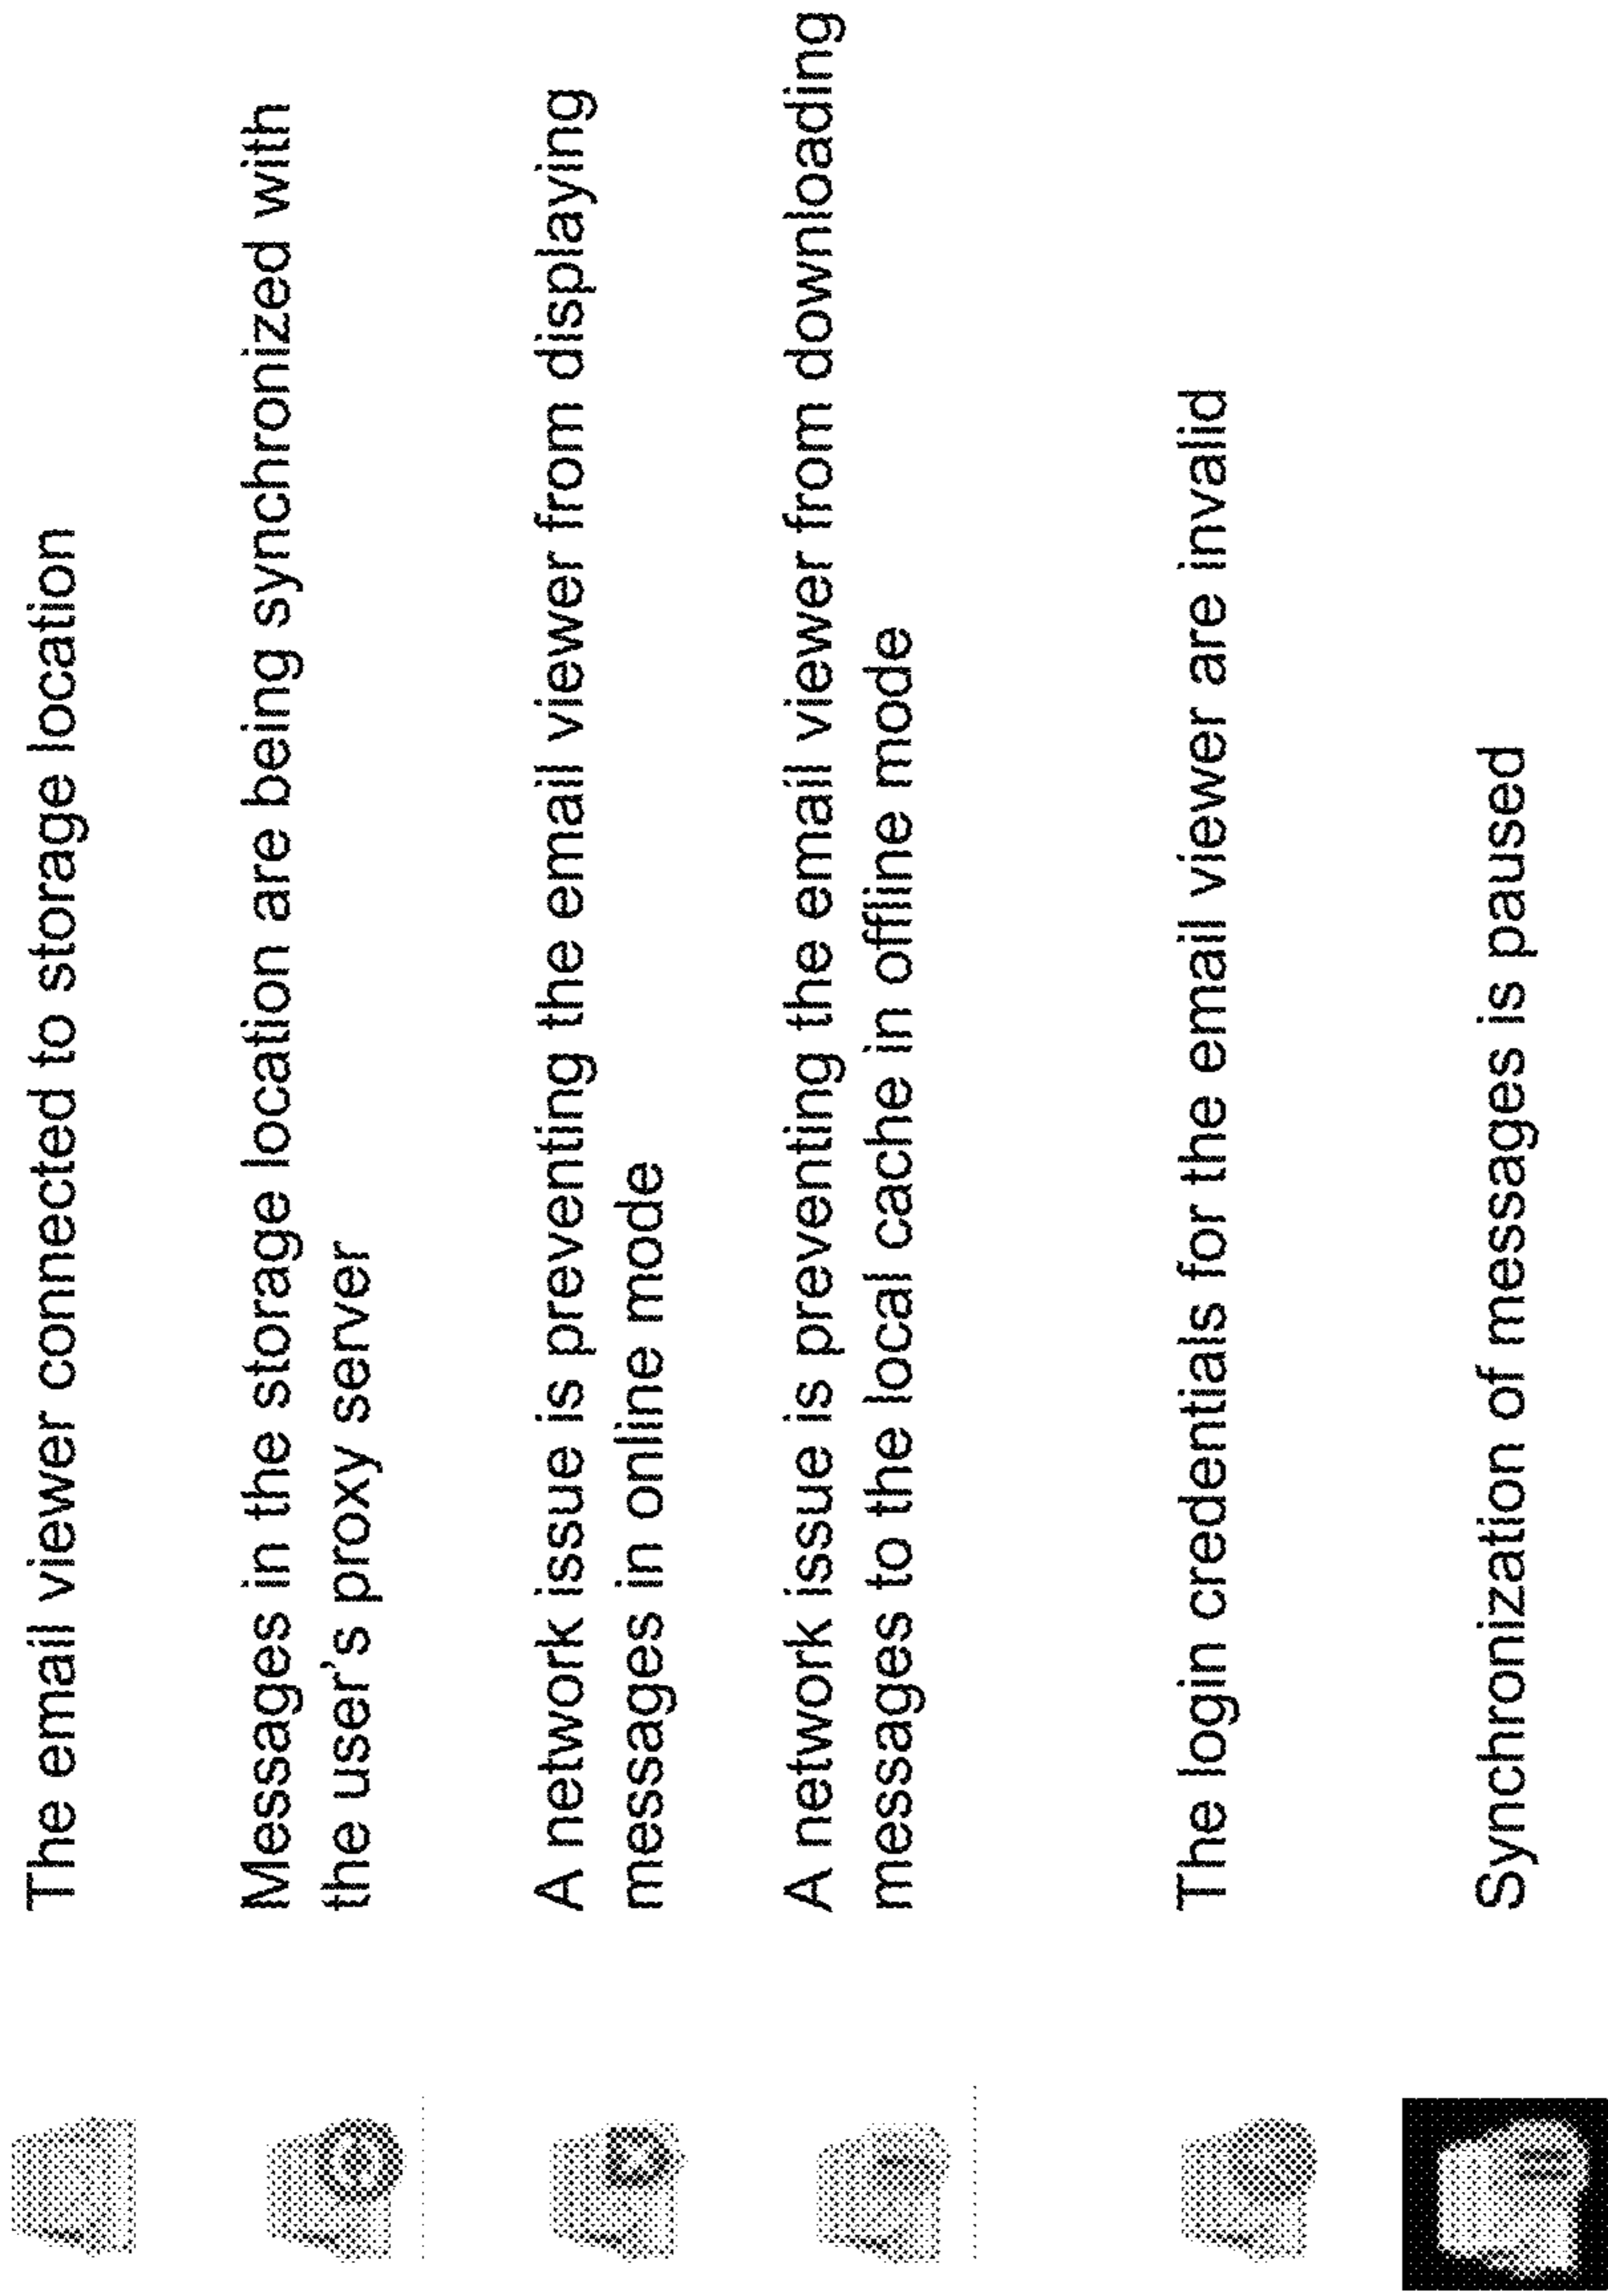 The email viewer connected to storage location
Messages in the storage location are being synchronized with
the user's proxy server
A network issue is preventing the email viewer from displaying
messages in online mode
A network issue is preventing the email viewer from downloading
messages to the local cache in offline mode
The login credentials for the email viewer are invalid
Synchronization of messages is paused